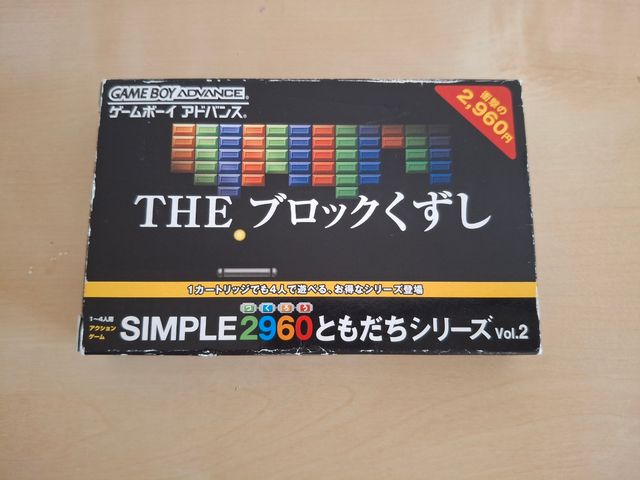 GAME BOY ADVANCE
ゲームボーイ アドバンス
衝撃の
2,960円
THE ブロックくずし
1カートリッジでも4人で遊べる、お得なシリーズ登場
1〜4人用
アクション
ゲーム
つくろう
SIMPLE2960ともだちシリーズ Vol.2